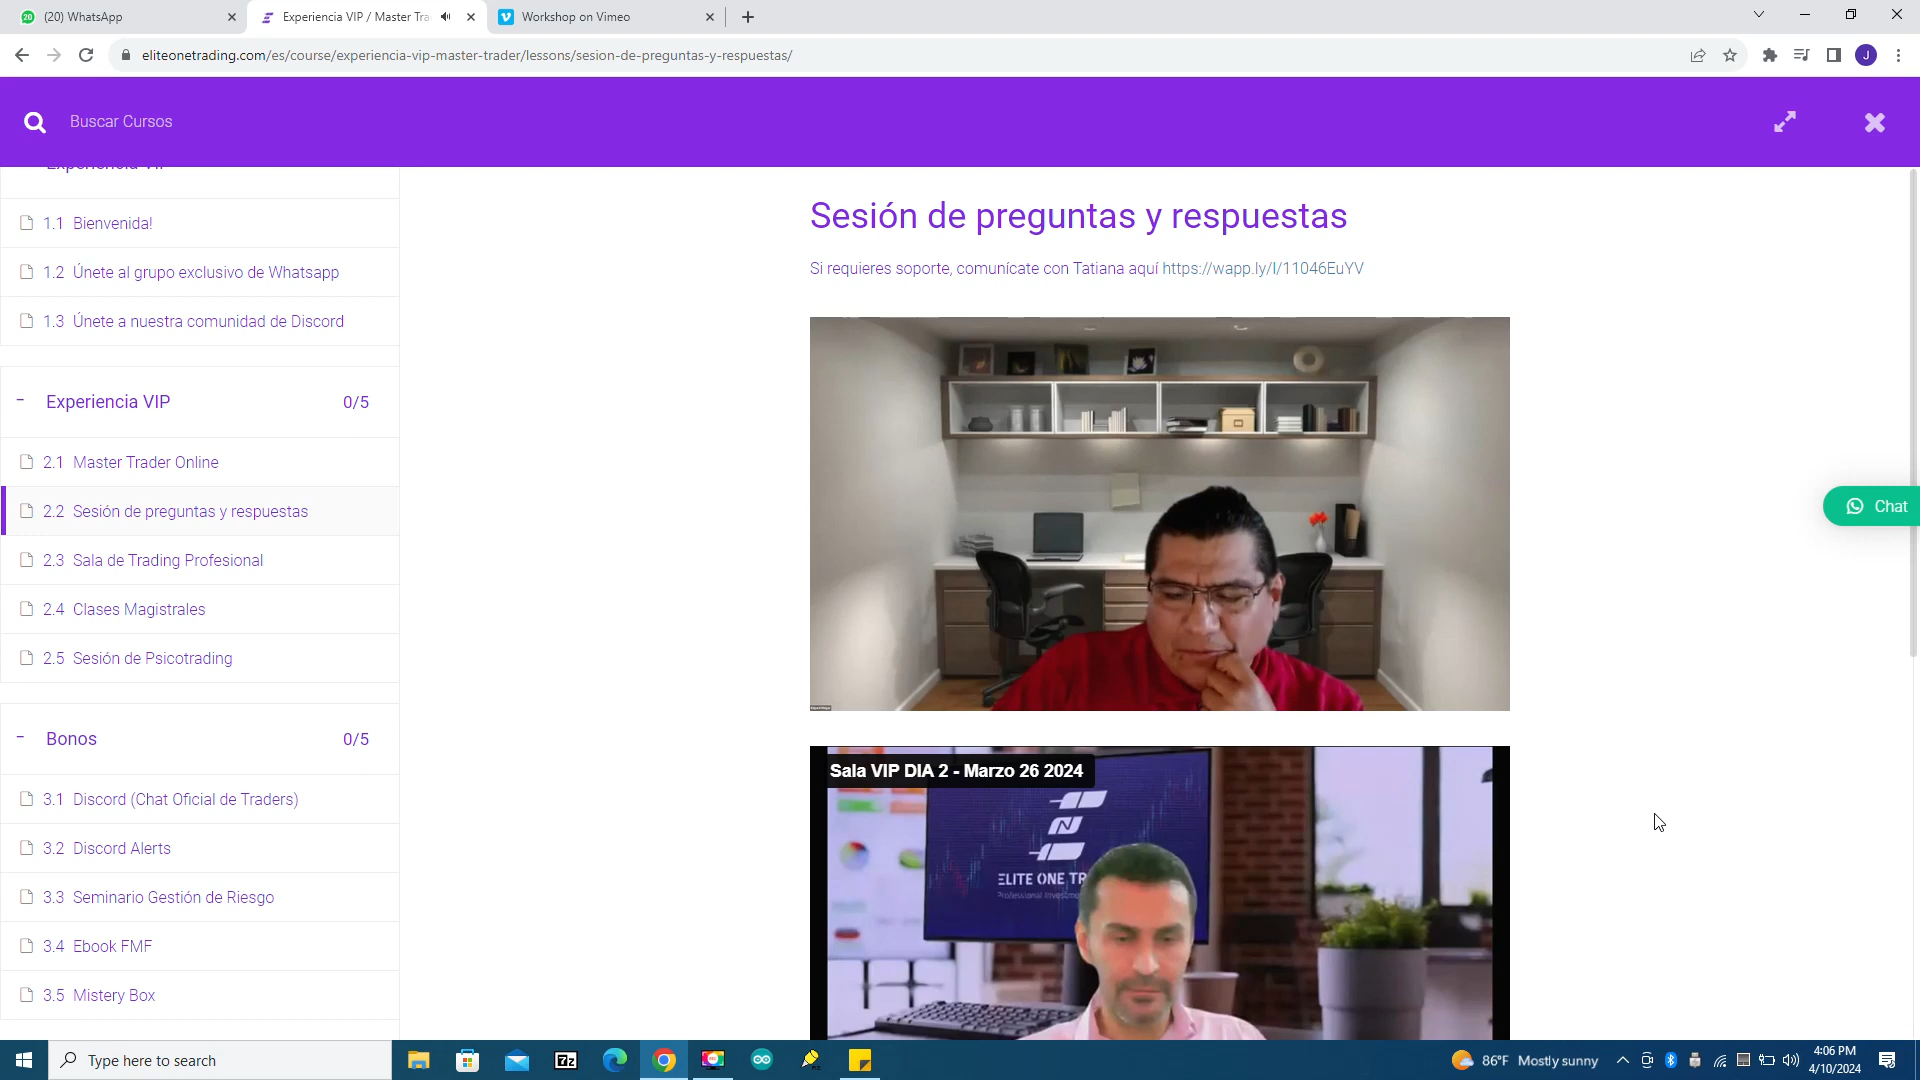 (20) WhatsApp
Experiencia VIP / Master Tra
Workshop on Vimeo
eliteonetrading.com/es/course/experiencia-vip-master-trader/lessons/sesion-de-preguntas-y-respuestas/
J
Buscar Cursos
Experiencia VIP
1.1 Bienvenida!
1.2 Únete al grupo exclusivo de Whatsapp
1.3 Únete a nuestra comunidad de Discord
- Experiencia VIP 0/5
2.1 Master Trader Online
2.2 Sesión de preguntas y respuestas
2.3 Sala de Trading Profesional
2.4 Clases Magistrales
2.5 Sesión de Psicotrading
- Bonos 0/5
3.1 Discord (Chat Oficial de Traders)
3.2 Discord Alerts
3.3 Seminario Gestión de Riesgo
3.4 Ebook FMF
3.5 Mistery Box
Sesión de preguntas y respuestas
Si requieres soporte, comunícate con Tatiana aquí https://wapp.ly/l/11046EuYV
Sala VIP DIA 2 - Marzo 26 2024
ELITE ONE TR
Professional Investme
Chat
Type here to search
7z
86°F Mostly sunny
4:06 PM
4/10/2024